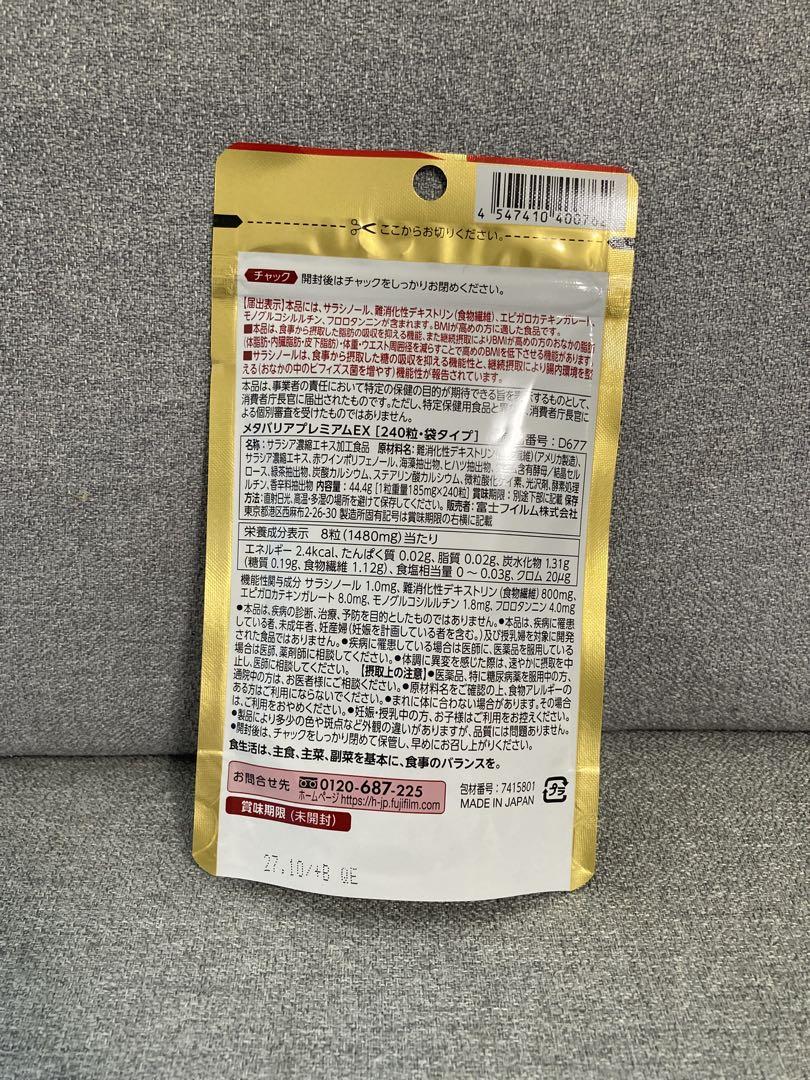 4 547410 40076
ここからお切りください。
チャック 開封後はチャックをしっかりお閉めください。
【届出表示】本品には、サラシノール、難消化性デキストリン(食物繊維)、エピガロカテキンガレート、
モノグルコシルルチン、フロロタンニンが含まれます。BMIが高めの方に適した食品です。
■本品は、食事から摂取した脂肪の吸収を抑える機能、また継続摂取によりBMIが高めの方のおなかの脂肪
(体脂肪・内臓脂肪・皮下脂肪)・体重・ウエスト周囲径を減らすことで高めのBMIを低下させる機能があります
■サラシノールは、食事から摂取した糖の吸収を抑える機能性と、継続摂取により腸内環境を整
える(おなかの中のビフィズス菌を増やす)機能性が報告されています。
本品は、事業者の責任において特定の保健の目的が期待できる旨を表示するものとして、
消費者庁長官に届出されたものです。ただし、特定保健用食品と異なり、消費者庁長官に
よる個別審査を受けたものではありません。
メタバリアプレミアムEX [240粒・袋タイプ] 番号:D677
名称:サラシア濃縮エキス加工食品 原材料名:難消化性デキストリン(食物繊維)(アメリカ製造)、
サラシア濃縮エキス、赤ワインポリフェノール、海藻抽出物、ヒハツ抽出物、含有酵母/結晶セル
ロース、緑茶抽出物、炭酸カルシウム、ステアリン酸カルシウム、微粒酸化ケイ素、光沢剤、酵素処理
ルチン、香辛料抽出物 内容量:44.4g[1粒重量185mg×240粒] 賞味期限:別途下部に記載 保存
方法:直射日光、高温・多湿の場所を避けて保存してください。販売者:富士フイルム株式会社
東京都港区西麻布2-26-30 製造所固有記号は賞味期限の右横に記載
栄養成分表示 8粒(1480mg)当たり
エネルギー 2.4kcal、たんぱく質 0.02g、脂質 0.02g、炭水化物 1.31g
(糖質 0.19g、食物繊維 1.12g)、食塩相当量 0～0.03g、クロム 20μg
機能性関与成分 サラシノール 1.0mg、難消化性デキストリン(食物繊維) 800mg、
エピガロカテキンガレート 8.0mg、モノグルコシルルチン 1.8mg、フロロタンニン 4.0mg
●本品は、疾病の診断、治療、予防を目的としたものではありません。●本品は、疾病に罹患
している者、未成年者、妊産婦(妊娠を計画している者を含む。)及び授乳婦を対象に開発
された食品ではありません。●疾病に罹患している場合は医師に、医薬品を服用している
場合は医師、薬剤師に相談してください。●体調に異変を感じた際は、速やかに摂取を中
止し、医師に相談してください。【摂取上の注意】●医薬品、特に糖尿病薬を服用中の方、
通院中の方は、お医者様にご相談ください。●原材料名をご確認の上、食物アレルギーの
ある方はご利用にならないでください。●まれに体に合わない場合があります。その場合
は、ご利用をおやめください。●妊娠・授乳中の方、お子様はご利用をお控えください。
●製品により多少の色や斑点など外観の違いがありますが、品質には問題ありません。
●開封後は、チャックをしっかり閉めて保管し、早めにお召し上がりください。
食生活は、主食、主菜、副菜を基本に、食事のバランスを。
お問合せ先 0120-687-225
ホームページ https://h-jp.fujifilm.com
包材番号:7415801
MADE IN JAPAN
プラ
賞味期限(未開封)
27.10/+B QE